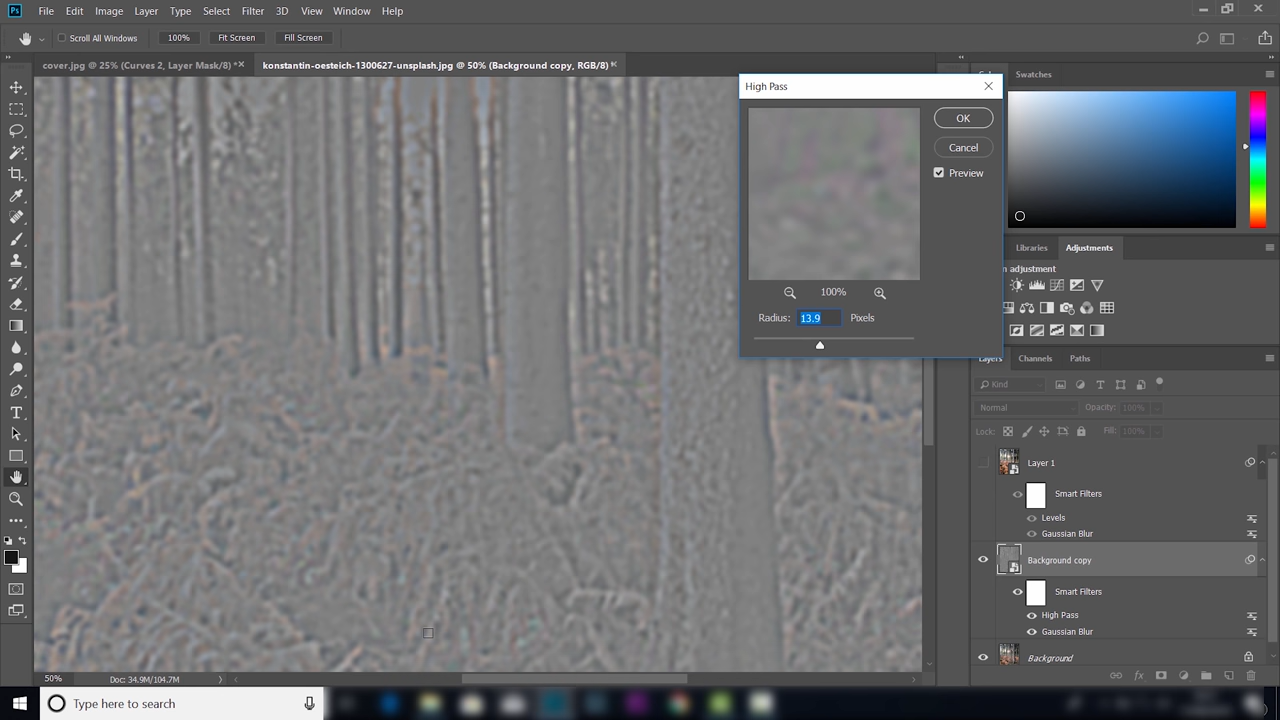 Ps File Edit Image Layer Type Select Filter 3D View Window Help
Scroll All Windows 100% Fit Screen Fill Screen
cover.jpg @ 25% (Curves 2, Layer Mask/8) * konstantin-oesteich-1300627-unsplash.jpg @ 50% (Background copy, RGB/8)
High Pass
OK
Cancel
Preview
100%
Radius: 13.9 Pixels
Swatches
Libraries Adjustments
n adjustment
Layers Channels Paths
Kind
Normal Opacity: 100%
Lock: Fill: 100%
Layer 1
Smart Filters
Levels
Gaussian Blur
Background copy
Smart Filters
High Pass
Gaussian Blur
Background
fx
50% Doc: 34.9M/104.7M
Type here to search